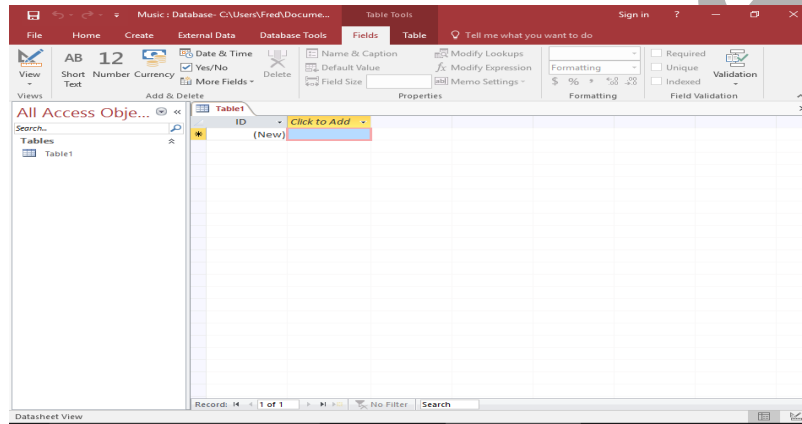 Music : Database- C:\Users\Fred\Docume... Table Tools Sign in ?
File Home Create External Data Database Tools Fields Table Tell me what you want to do
View
AB Short Text
12 Number
Currency
Date & Time
Yes/No
More Fields
Delete
Name & Caption
Default Value
Field Size
Modify Lookups
fx Modify Expression
ab Memo Settings
Formatting
$ % ,
Required
Unique
Indexed
Validation
Views Add & Delete Properties Formatting Field Validation
All Access Obje... «
Search..
Tables
Table1
Table1
ID Click to Add
* (New)
Record: 1 of 1 No Filter Search
Datasheet View